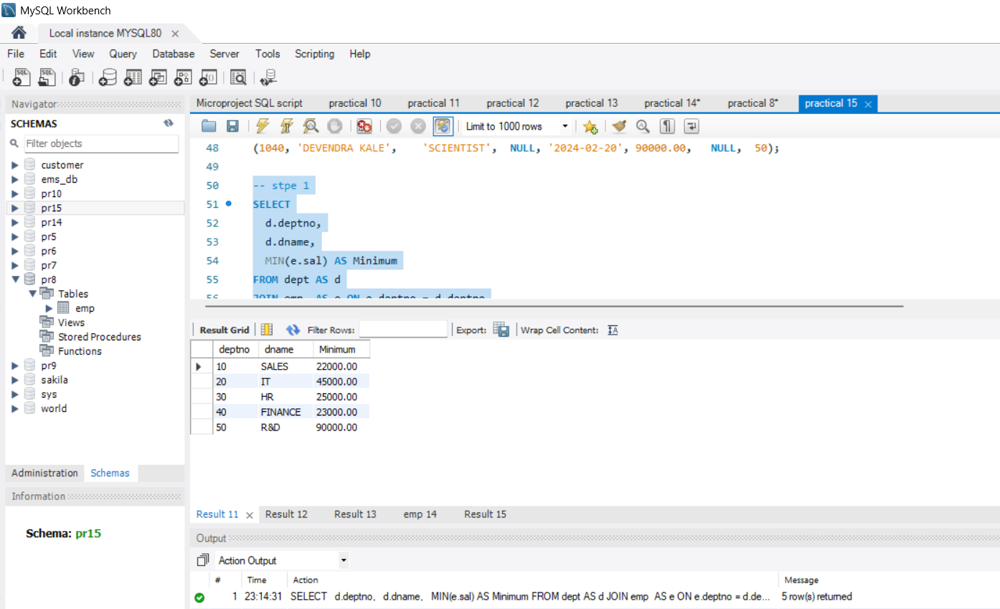 MySQL Workbench
Local instance MYSQL80
File Edit View Query Database Server Tools Scripting Help
Navigator
SCHEMAS
Filter objects
customer
ems_db
pr10
pr15
pr14
pr5
pr6
pr7
pr8
Tables
emp
Views
Stored Procedures
Functions
pr9
sakila
sys
world
Administration Schemas
Information
Schema: pr15
Microproject SQL script practical 10 practical 11 practical 12 practical 13 practical 14* practical 8* practical 15
Limit to 1000 rows
48 (1040, 'DEVENDRA KALE', 'SCIENTIST', NULL, '2024-02-20', 90000.00, NULL, 50);
49
50 -- stpe 1
51 SELECT
52 d.deptno,
53 d.dname,
54 MIN(e.sal) AS Minimum
55 FROM dept AS d
56 JOIN emp AS e ON e.deptno = d.deptno
Result Grid Filter Rows: Export: Wrap Cell Content:
deptno dname Minimum
10 SALES 22000.00
20 IT 45000.00
30 HR 25000.00
40 FINANCE 23000.00
50 R&D 90000.00
Result 11 Result 12 Result 13 emp 14 Result 15
Output
Action Output
# Time Action Message
1 23:14:31 SELECT d.deptno, d.dname, MIN(e.sal) AS Minimum FROM dept AS d JOIN emp AS e ON e.deptno = d.de... 5 row(s) returned